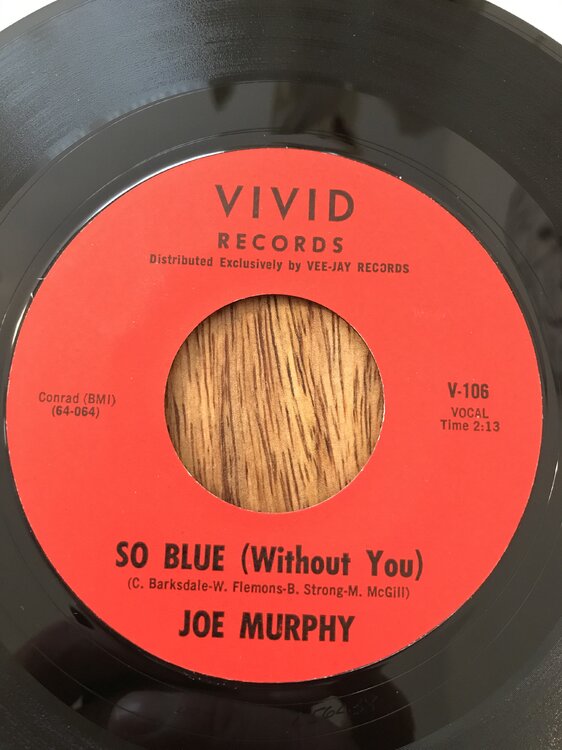 VIVID
RECORDS
Distributed Exclusively by VEE-JAY RECORDS
Conrad (BMI)
(64-064)
V-106
VOCAL
Time 2:13
SO BLUE (Without You)
(C. Barksdale-W. Flemons-B. Strong-M. McGill)
JOE MURPHY